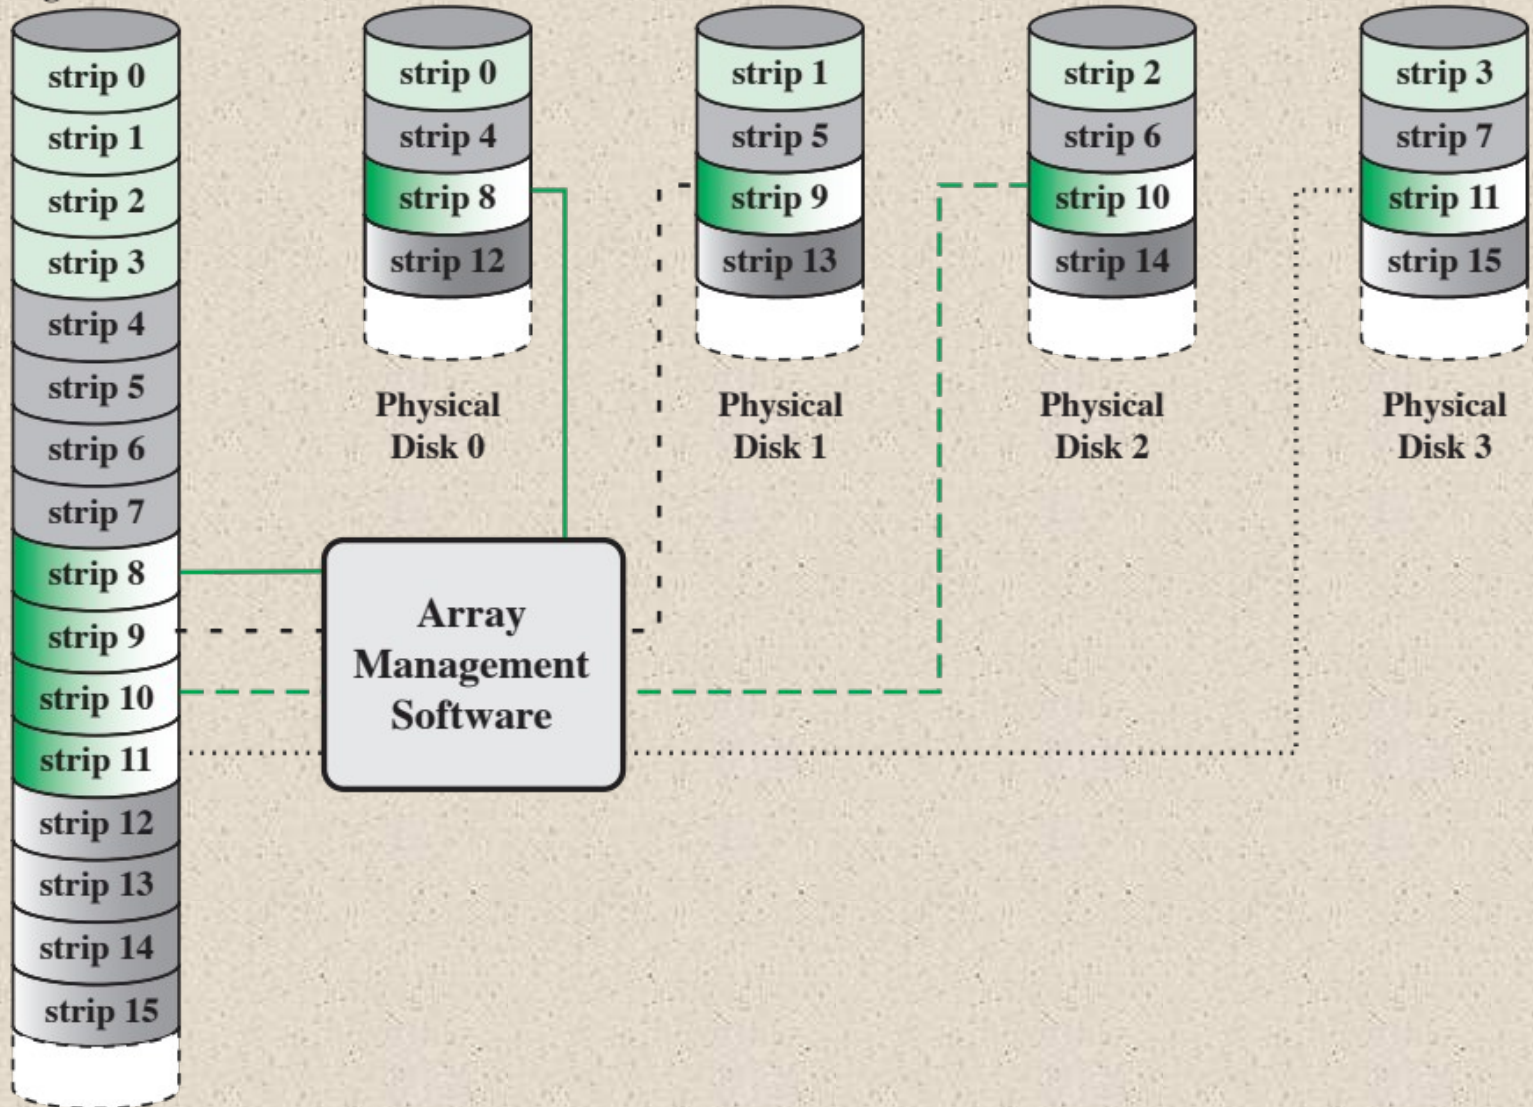 strip 0
strip 1
strip 2
strip 3
strip 4
strip 5
strip 6
strip 7
strip 8
strip 9
strip 10
strip 11
strip 12
strip 13
strip 14
strip 15
strip 0
strip 4
strip 8
strip 12
Physical
Disk 0
strip 1
strip 5
strip 9
strip 13
Physical
Disk 1
strip 2
strip 6
strip 10
strip 14
Physical
Disk 2
strip 3
strip 7
strip 11
strip 15
Physical
Disk 3
Array
Management
Software